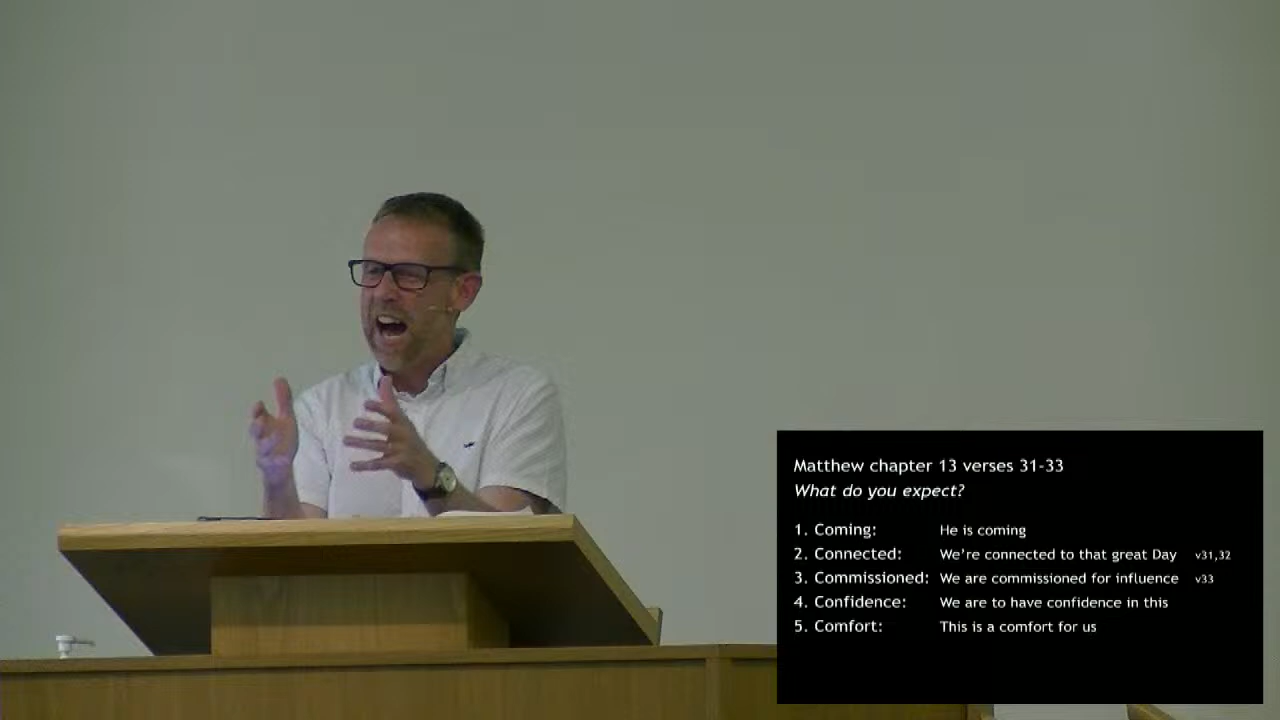 Matthew chapter 13 verses 31-33
What do you expect?
1. Coming: He is coming
2. Connected: We're connected to that great Day v31,32
3. Commissioned: We are commissioned for influence v33
4. Confidence: We are to have confidence in this
5. Comfort: This is a comfort for us